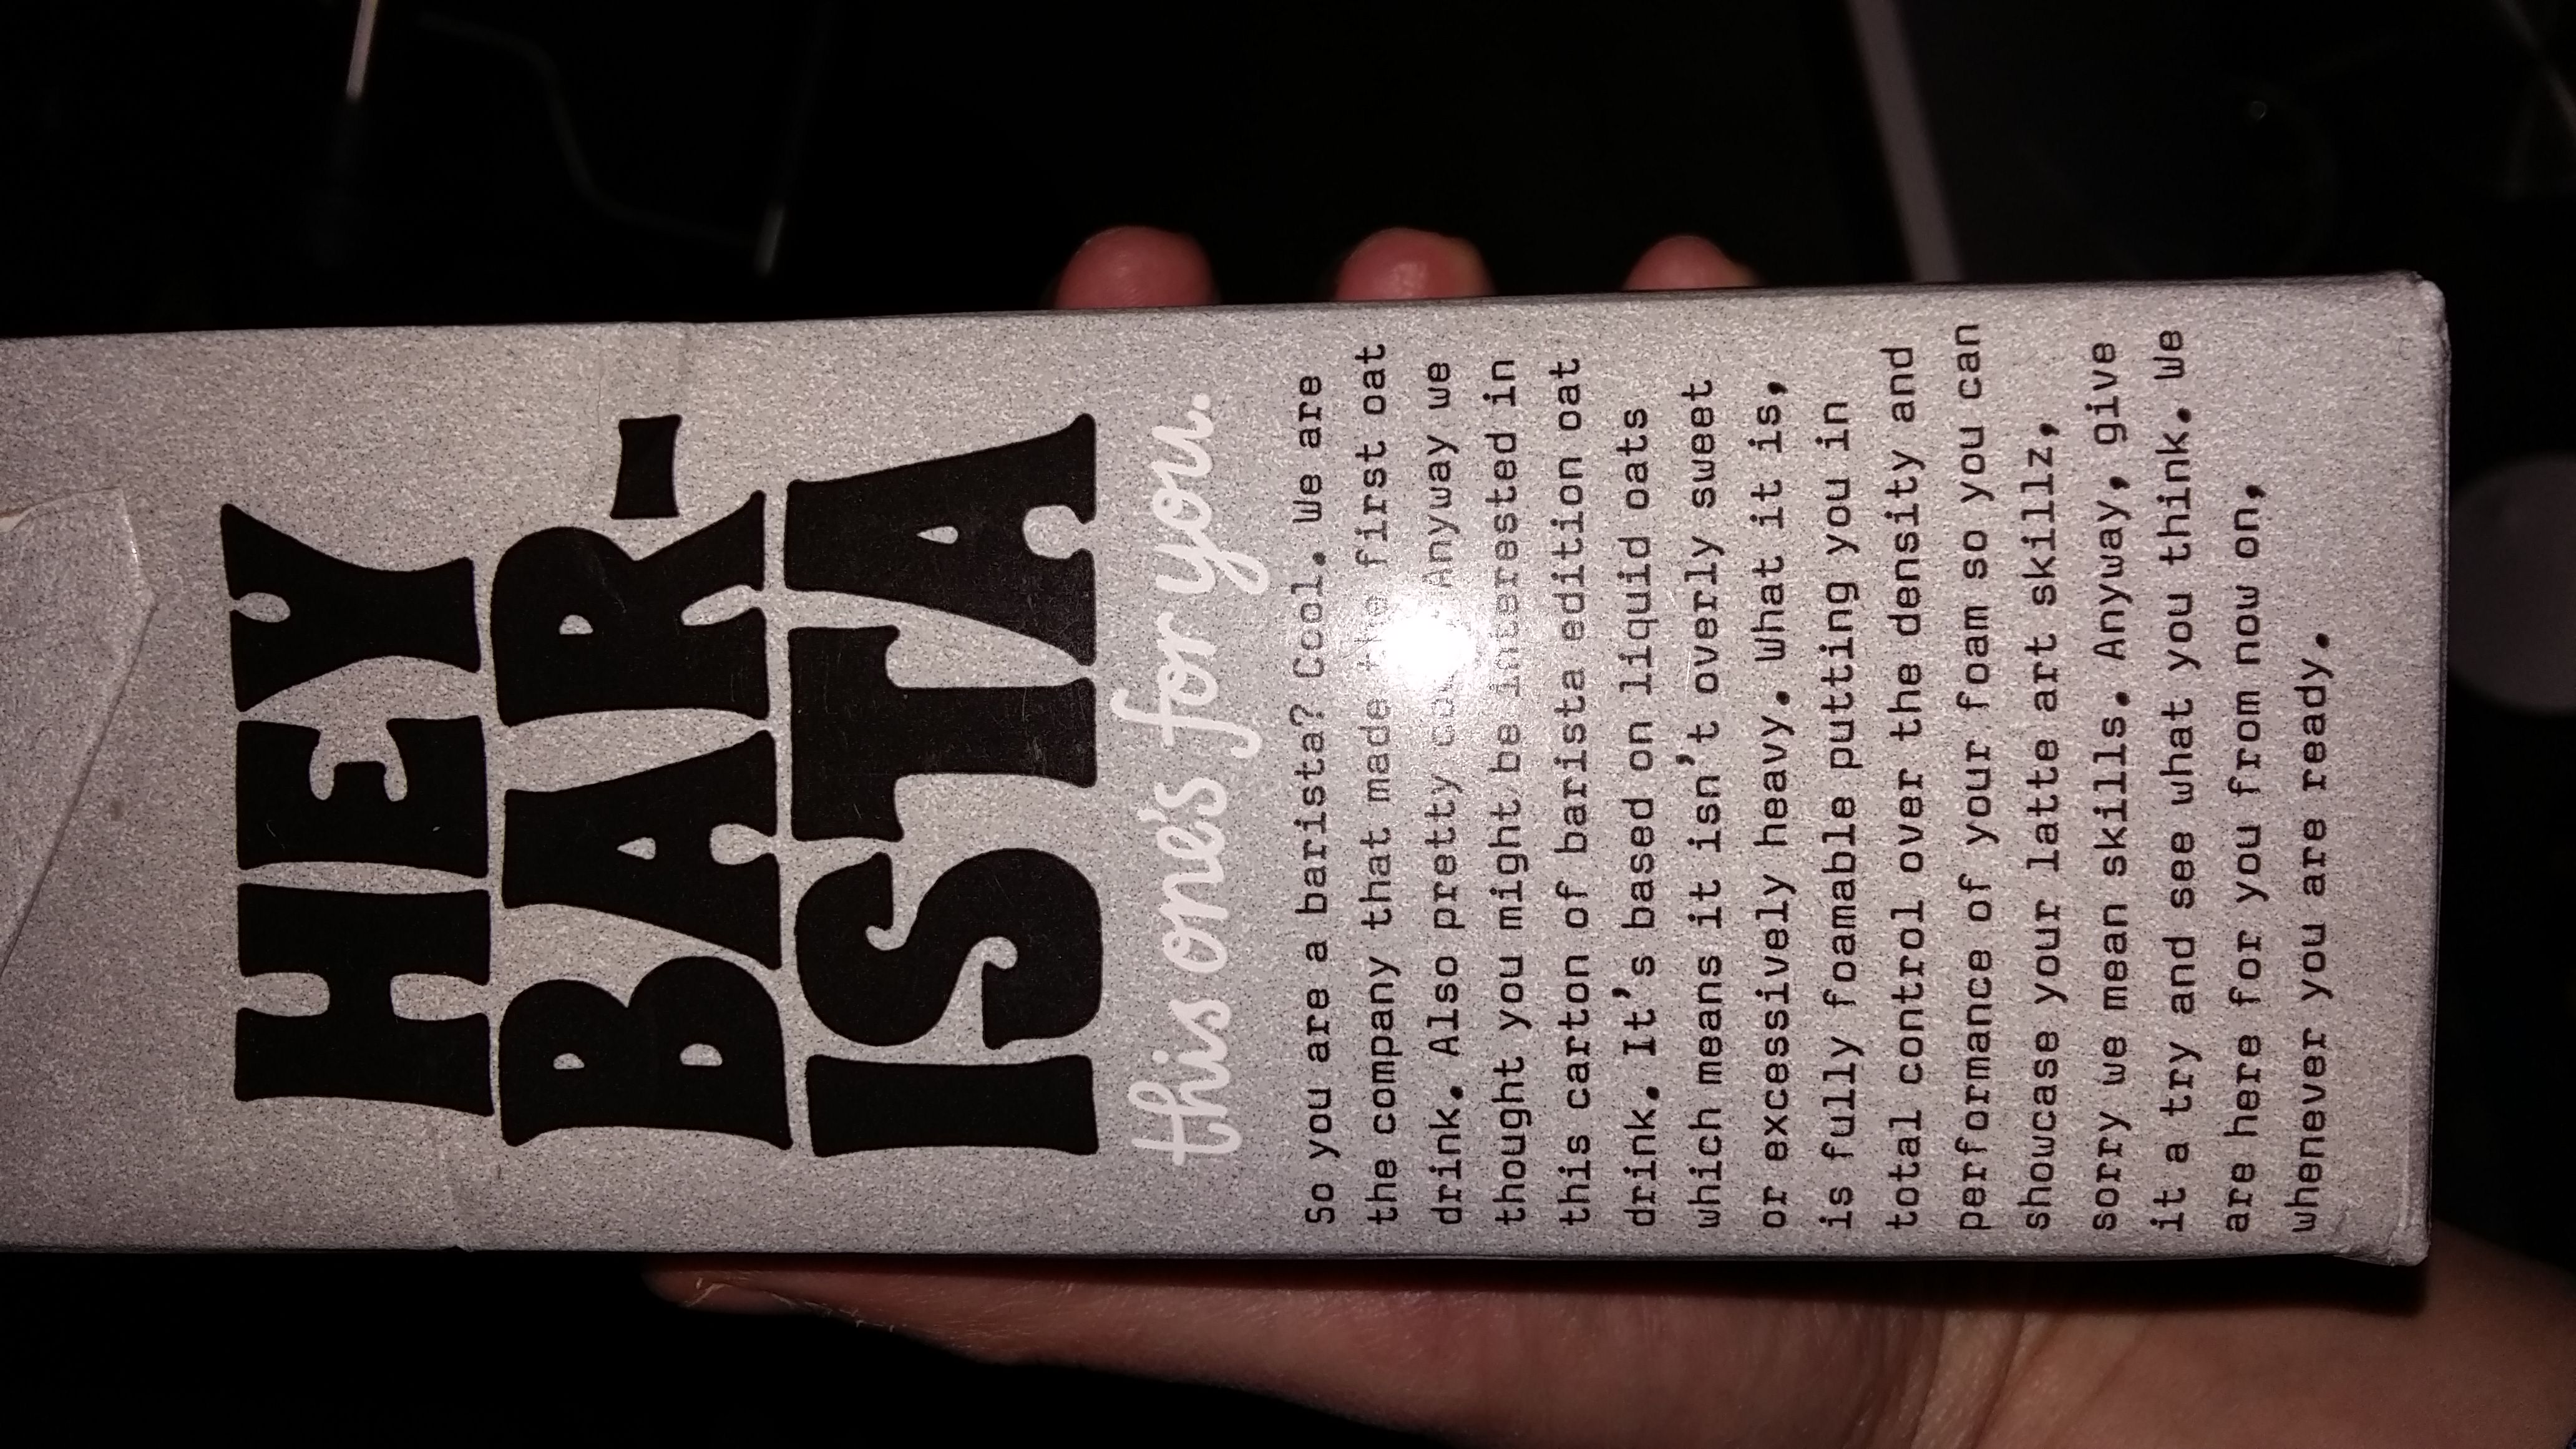 HEY
BAR-
ISTA
this one's for you.
So you are a barista? Cool. We are
the company that made the first oat
drink. Also pretty Anyway we
thought you might be interested in
this carton of barista edition oat
drink. It's based on liquid oats
which means it isn't overly sweet
or excessively heavy. What it is,
is fully foamable putting you in
total control over the density and
performance of your foam so you can
showcase your latte art skillz,
sorry we mean skills. Anyway, give
it a try and see what you think. We
are here for you from now on,
whenever you are ready.